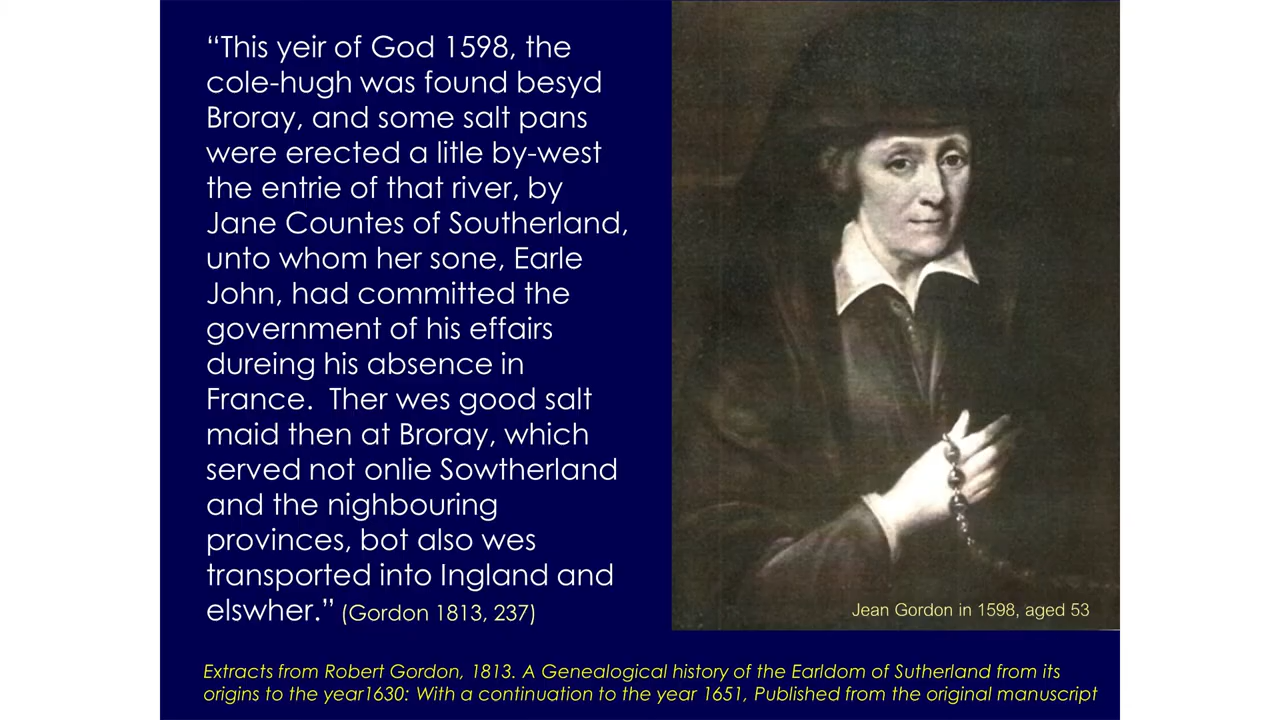 “This yeir of God 1598, the
cole-hugh was found besyd
Broray, and some salt pans
were erected a litle by-west
the entrie of that river, by
Jane Countes of Southerland,
unto whom her sone, Earle
John, had committed the
government of his effairs
dureing his absence in
France.  Ther wes good salt
maid then at Broray, which
served not onlie Sowtherland
and the nighbouring
provinces, bot also wes
transported into Ingland and
elswher.” (Gordon 1813, 237)
Jean Gordon in 1598, aged 53
Extracts from Robert Gordon, 1813. A Genealogical history of the Earldom of Sutherland from its
origins to the year1630: With a continuation to the year 1651, Published from the original manuscript